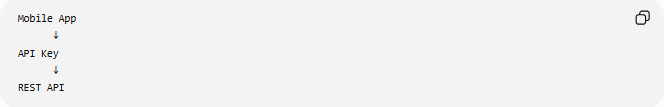 Mobile App
↓
API Key
↓
REST API